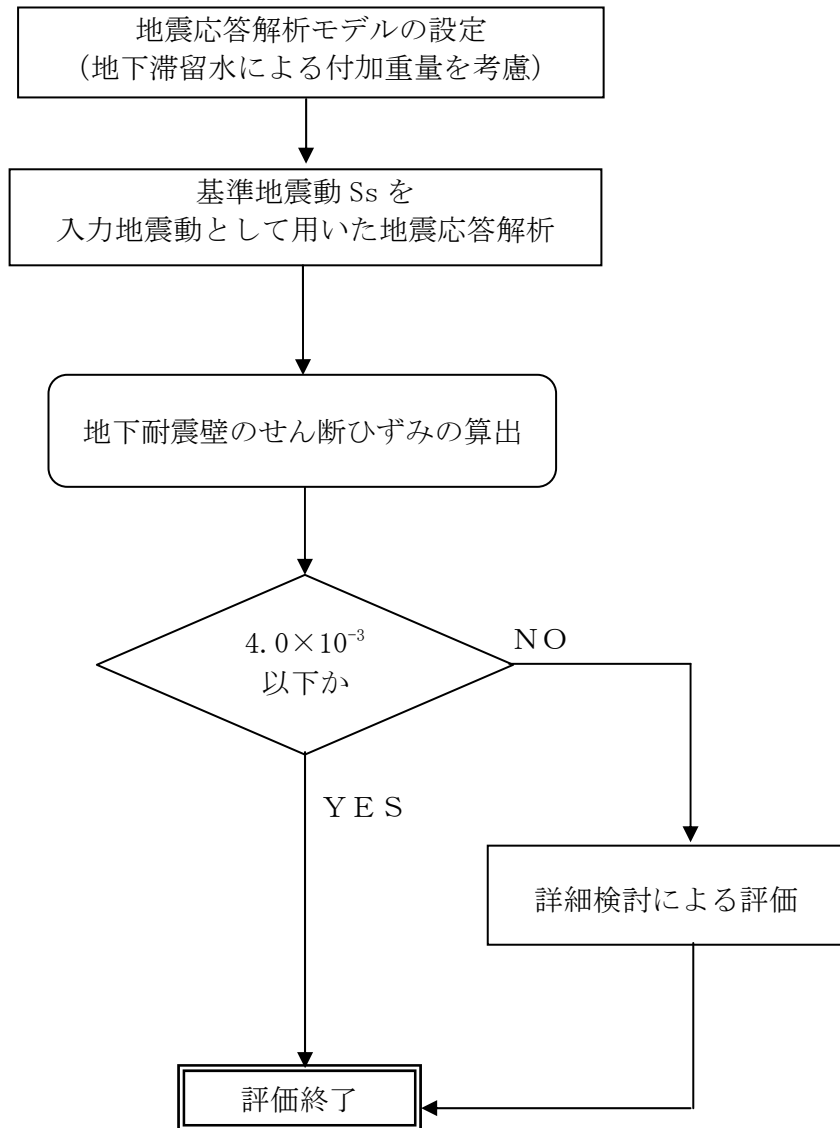 地震応答解析モデルの設定
（地下滞留水による付加重量を考慮）
基準地震動 Ss を
入力地震動として用いた地震応答解析
地下耐震壁のせん断ひずみの算出
4.0×10⁻³
以下か
ＮＯ
ＹＥＳ
詳細検討による評価
評価終了